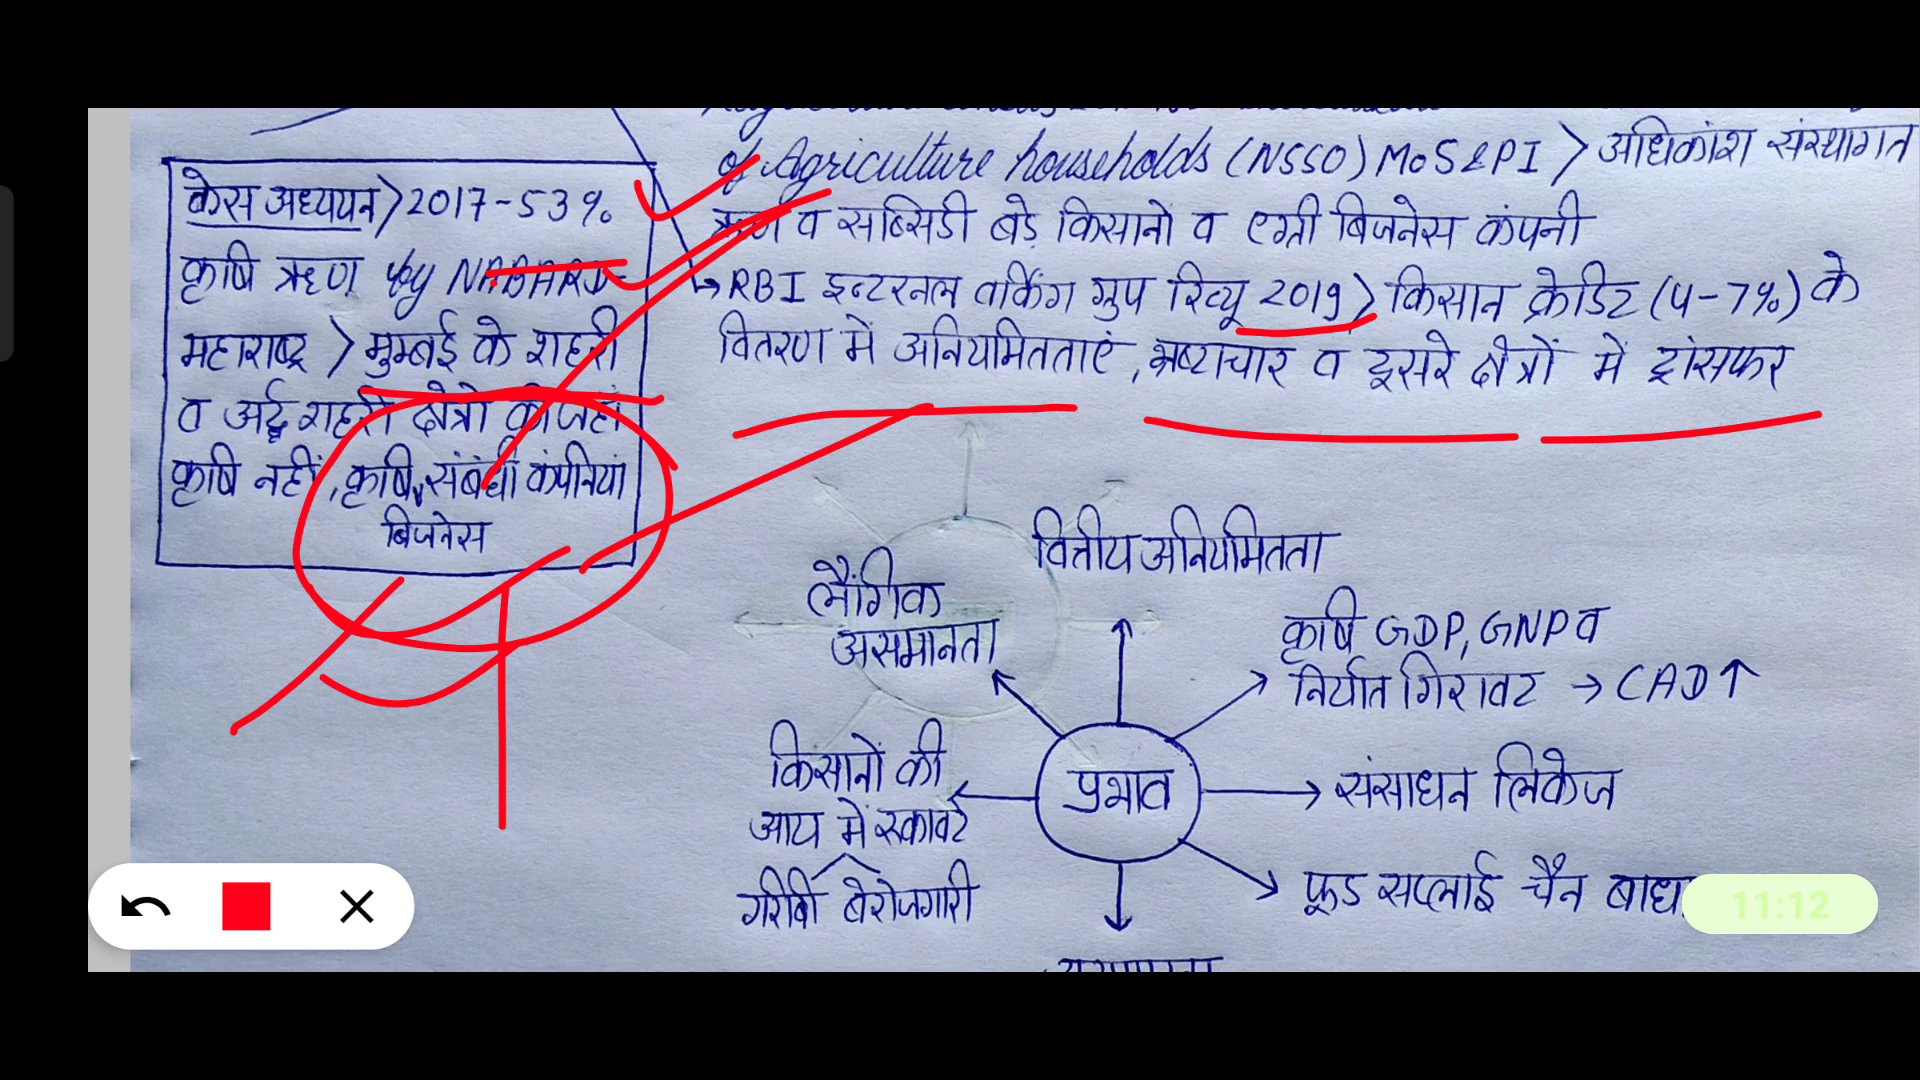 of Agriculture households (NSSO) MoS&PI > अधिकांश संस्थागत
ऋण व सब्सिडी बड़े किसानो व एग्री बिजनेस कंपनी
→ RBI इन्टरनल वर्किंग ग्रुप रिव्यू 2019 > किसान क्रेडिट (4-7%) के
वितरण में अनियमितताएं, भ्रष्टाचार व दूसरे क्षेत्रों में ट्रांसफर
केस अध्ययन > 2017-53%
कृषि ऋण by NABARD
महाराष्ट्र > मुम्बई के शहरी
व अर्द्ध शहरी क्षेत्रो को जहां
कृषि नहीं, कृषि संबंधी कंपनियां
बिजनेस
वित्तीय अनियमितता
लैंगिक
असमानता
कृषि GDP, GNP व
निर्यात गिरावट → CAD↑
किसानों की
आय में रुकावट
गरीबी बेरोजगारी
प्रभाव
संसाधन लिकेज
फूड सप्लाई चैन
11:12